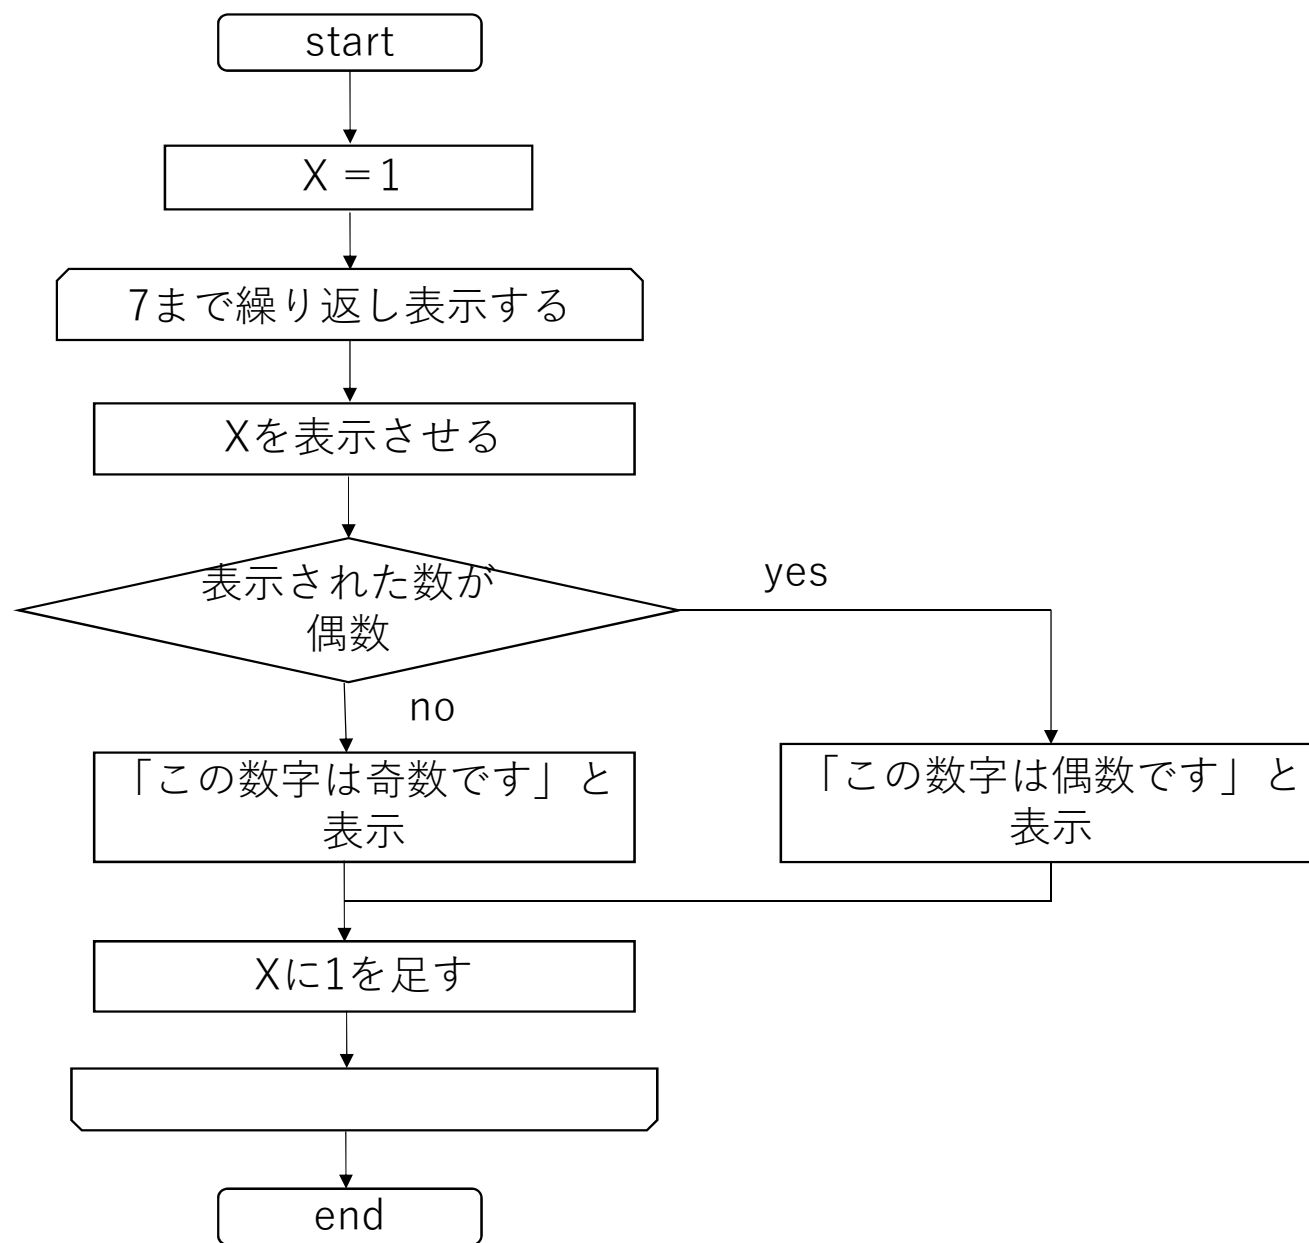 start
X =1
7まで繰り返し表示する
Xを表示させる
表示された数が
偶数
yes
no
「この数字は奇数です」と
表示
「この数字は偶数です」と
表示
Xに1を足す
end